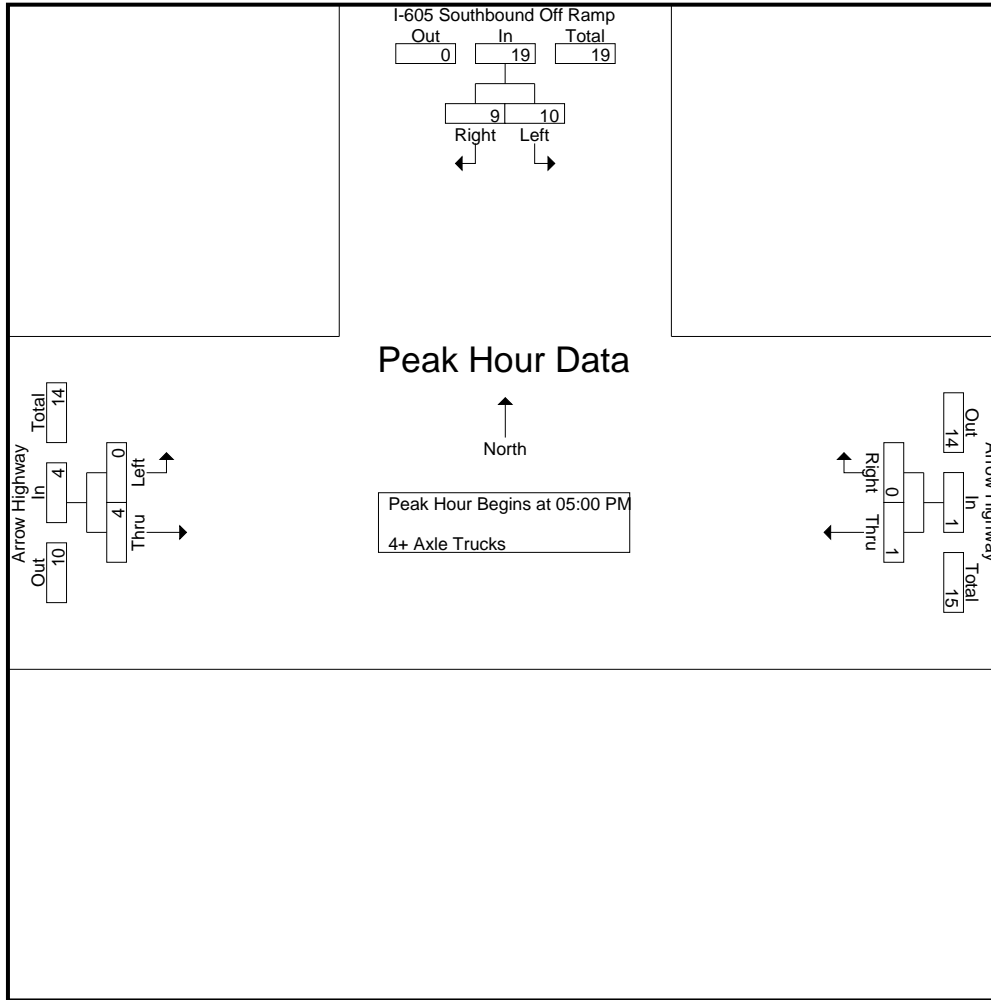 I-605 Southbound Off Ramp
Out In Total
0 19 19
9 10
Right Left
Peak Hour Data
North
Peak Hour Begins at 05:00 PM
4+ Axle Trucks
Arrow Highway
Out In Total
10 4 14
Left Thru
0 4
Arrow Highway
Out In Total
14 1 15
Right Thru
0 1